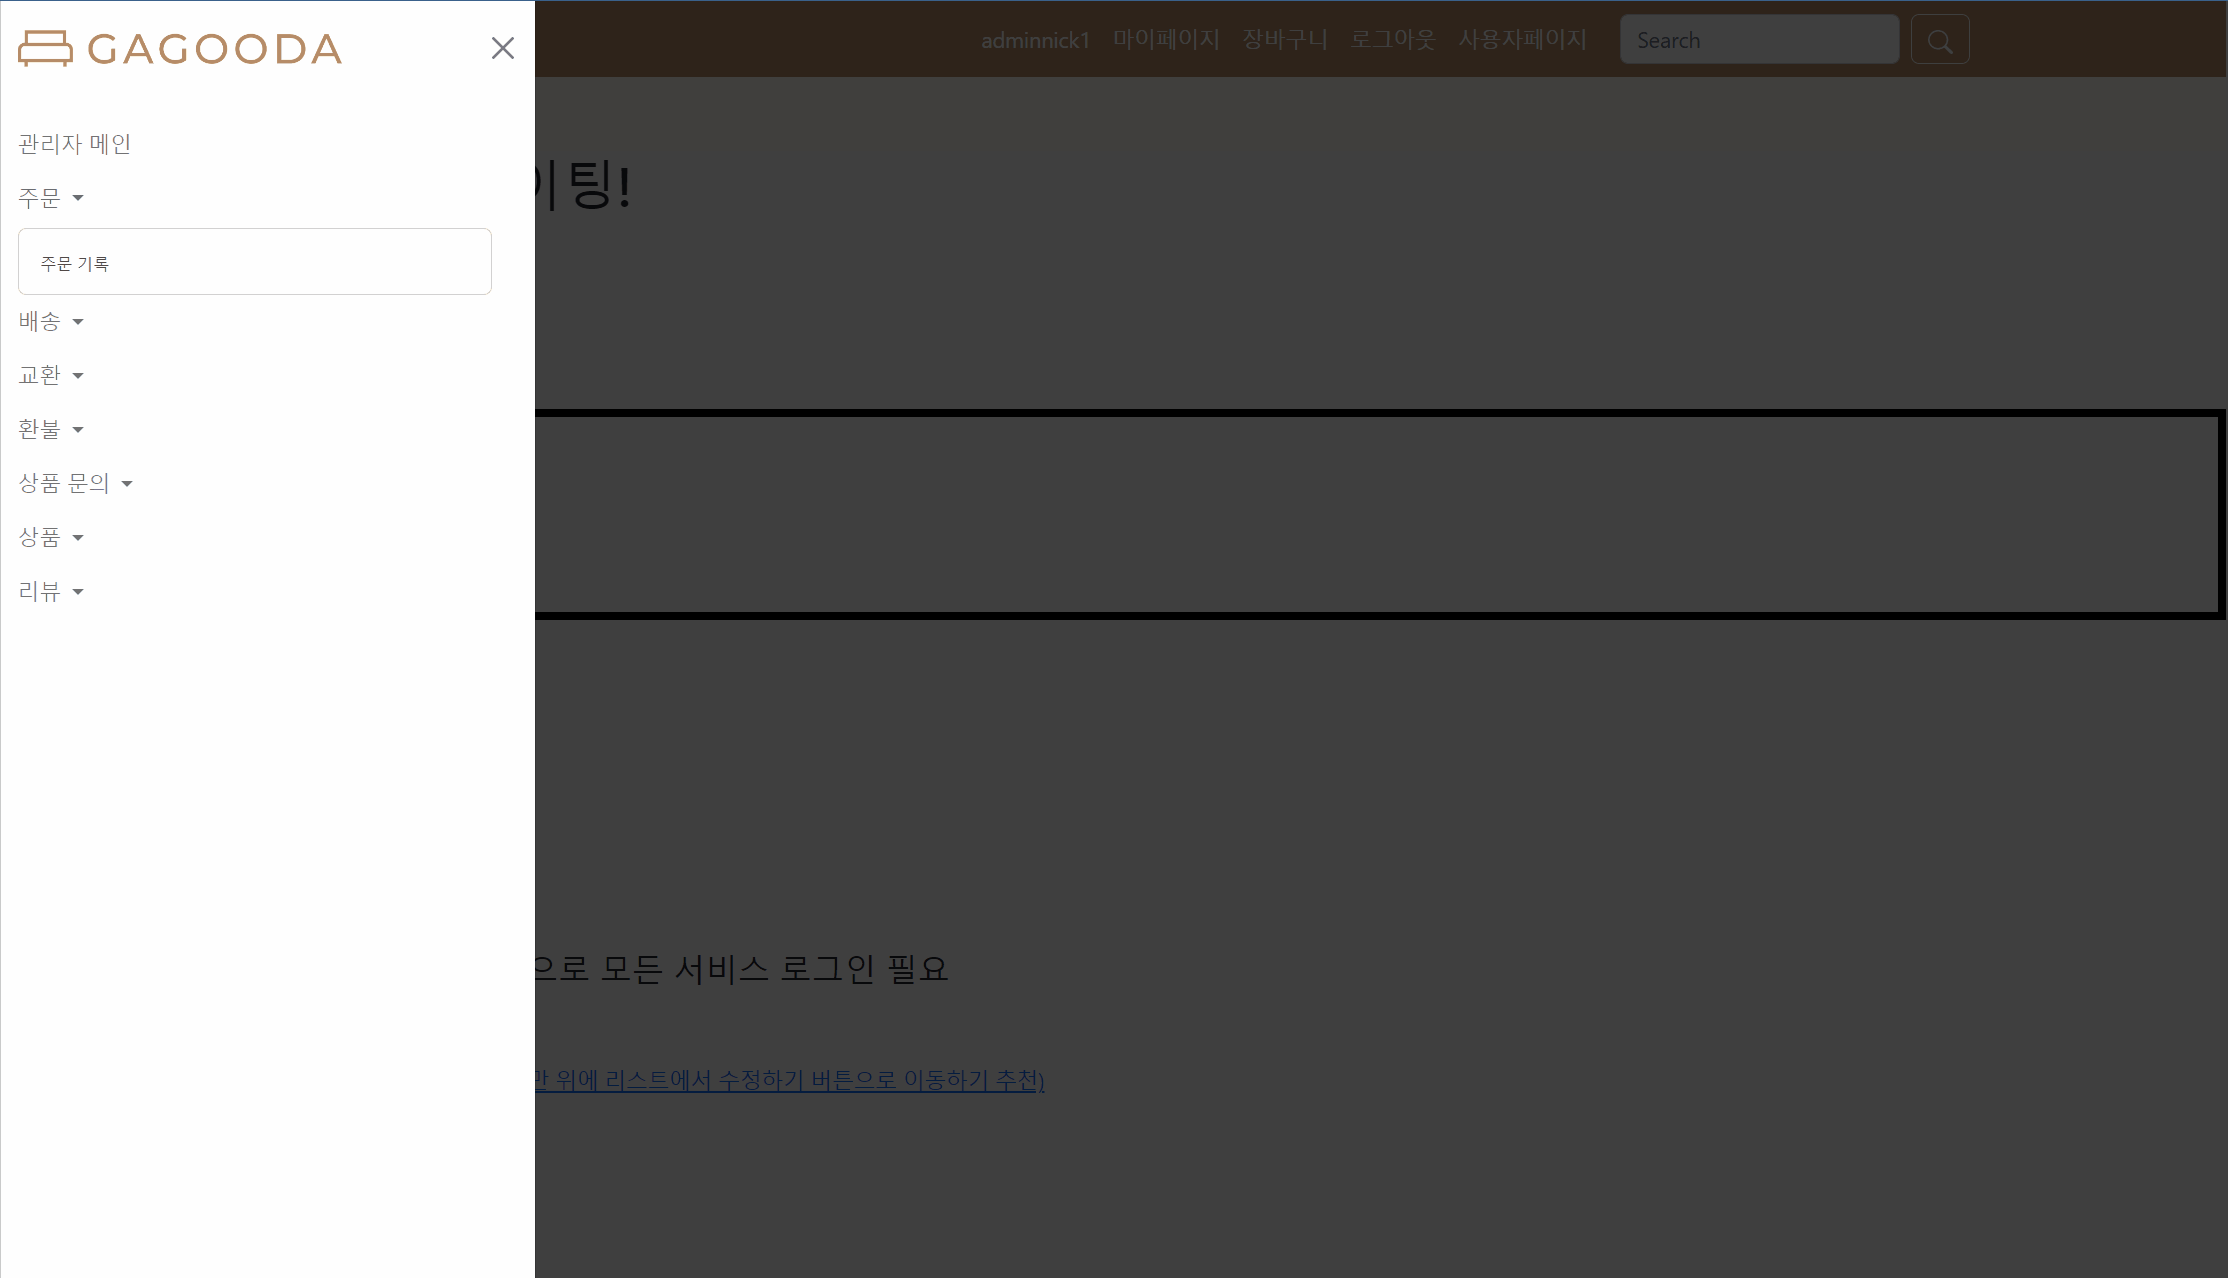 GAGOODA
adminnick1 마이페이지 장바구니 로그아웃 사용자페이지 Search
관리자 메인
이팅!
주문
주문 기록
배송
교환
환불
상품 문의
상품
리뷰
으로 모든 서비스 로그인 필요
만 위에 리스트에서 수정하기 버튼으로 이동하기 추천)